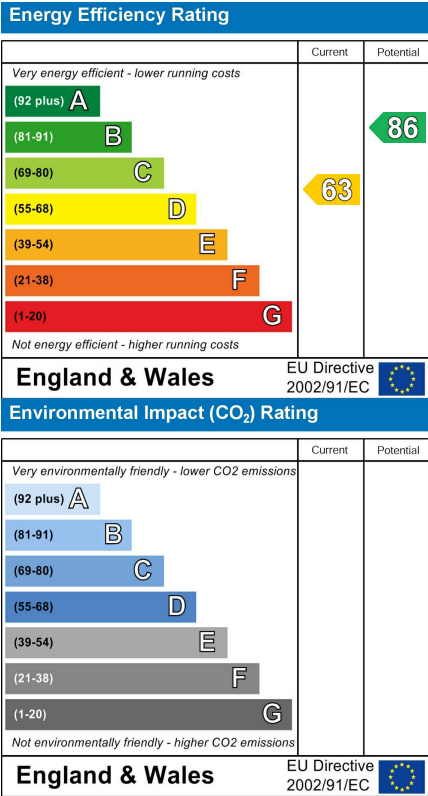 Energy Efficiency Rating
Current Potential
Very energy efficient - lower running costs
(92 plus) A
(81-91) B
86
(69-80) C
63
(55-68) D
(39-54) E
(21-38) F
(1-20) G
Not energy efficient - higher running costs
England & Wales
EU Directive
2002/91/EC
Environmental Impact (CO₂) Rating
Current Potential
Very environmentally friendly - lower CO2 emissions
(92 plus) A
(81-91) B
(69-80) C
(55-68) D
(39-54) E
(21-38) F
(1-20) G
Not environmentally friendly - higher CO2 emissions
England & Wales
EU Directive
2002/91/EC